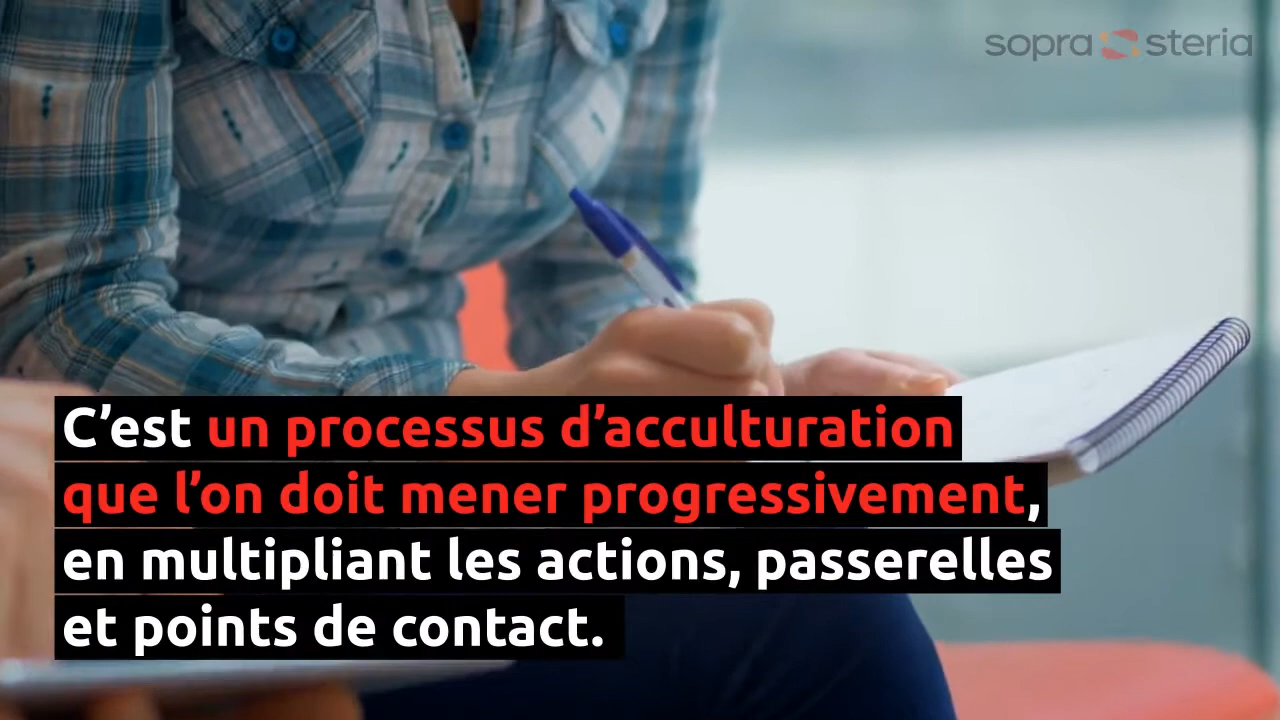 sopra steria
C’est un processus d’acculturation
que l’on doit mener progressivement,
en multipliant les actions, passerelles
et points de contact.